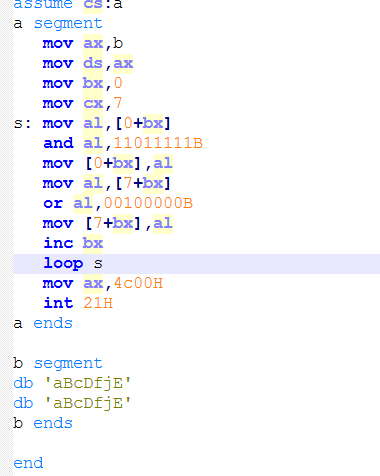 assume cs:a
a segment
mov ax,b
mov ds,ax
mov bx,0
mov cx,7
s: mov al,[0+bx]
and al,11011111B
mov [0+bx],al
mov al,[7+bx]
or al,00100000B
mov [7+bx],al
inc bx
loop s
mov ax,4c00H
int 21H
a ends
b segment
db 'aBcDfjE'
db 'aBcDfjE'
b ends
end